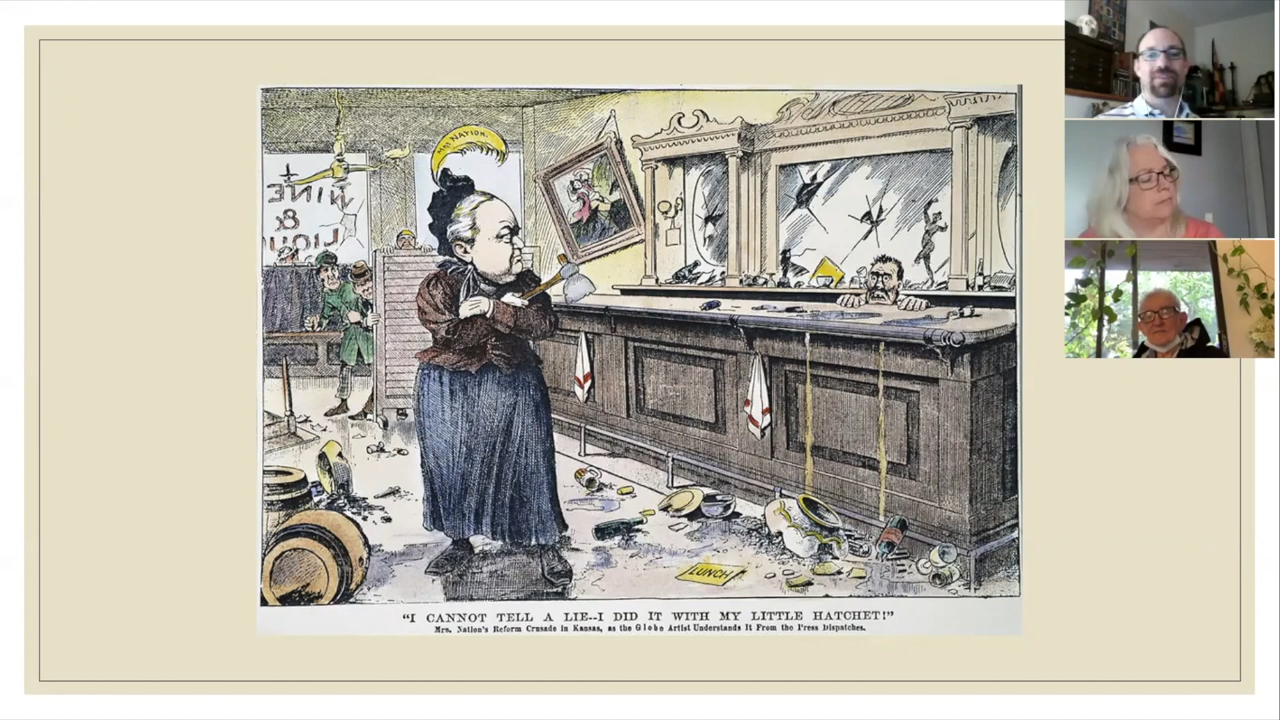 MRS NATION.
WINE
&
LIQUO
LUNCH
"I CANNOT TELL A LIE--I DID IT WITH MY LITTLE HATCHET!"
Mrs. Nation's Reform Crusade in Kansas, as the Globe Artist Understands It From the Press Dispatches.